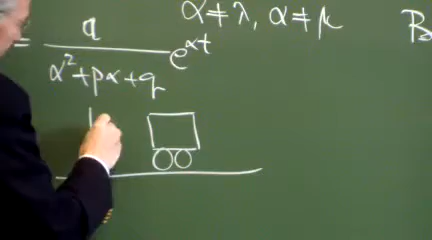 = a / (α² + pα + q) e^{αt}
α ≠ λ, α ≠ μ